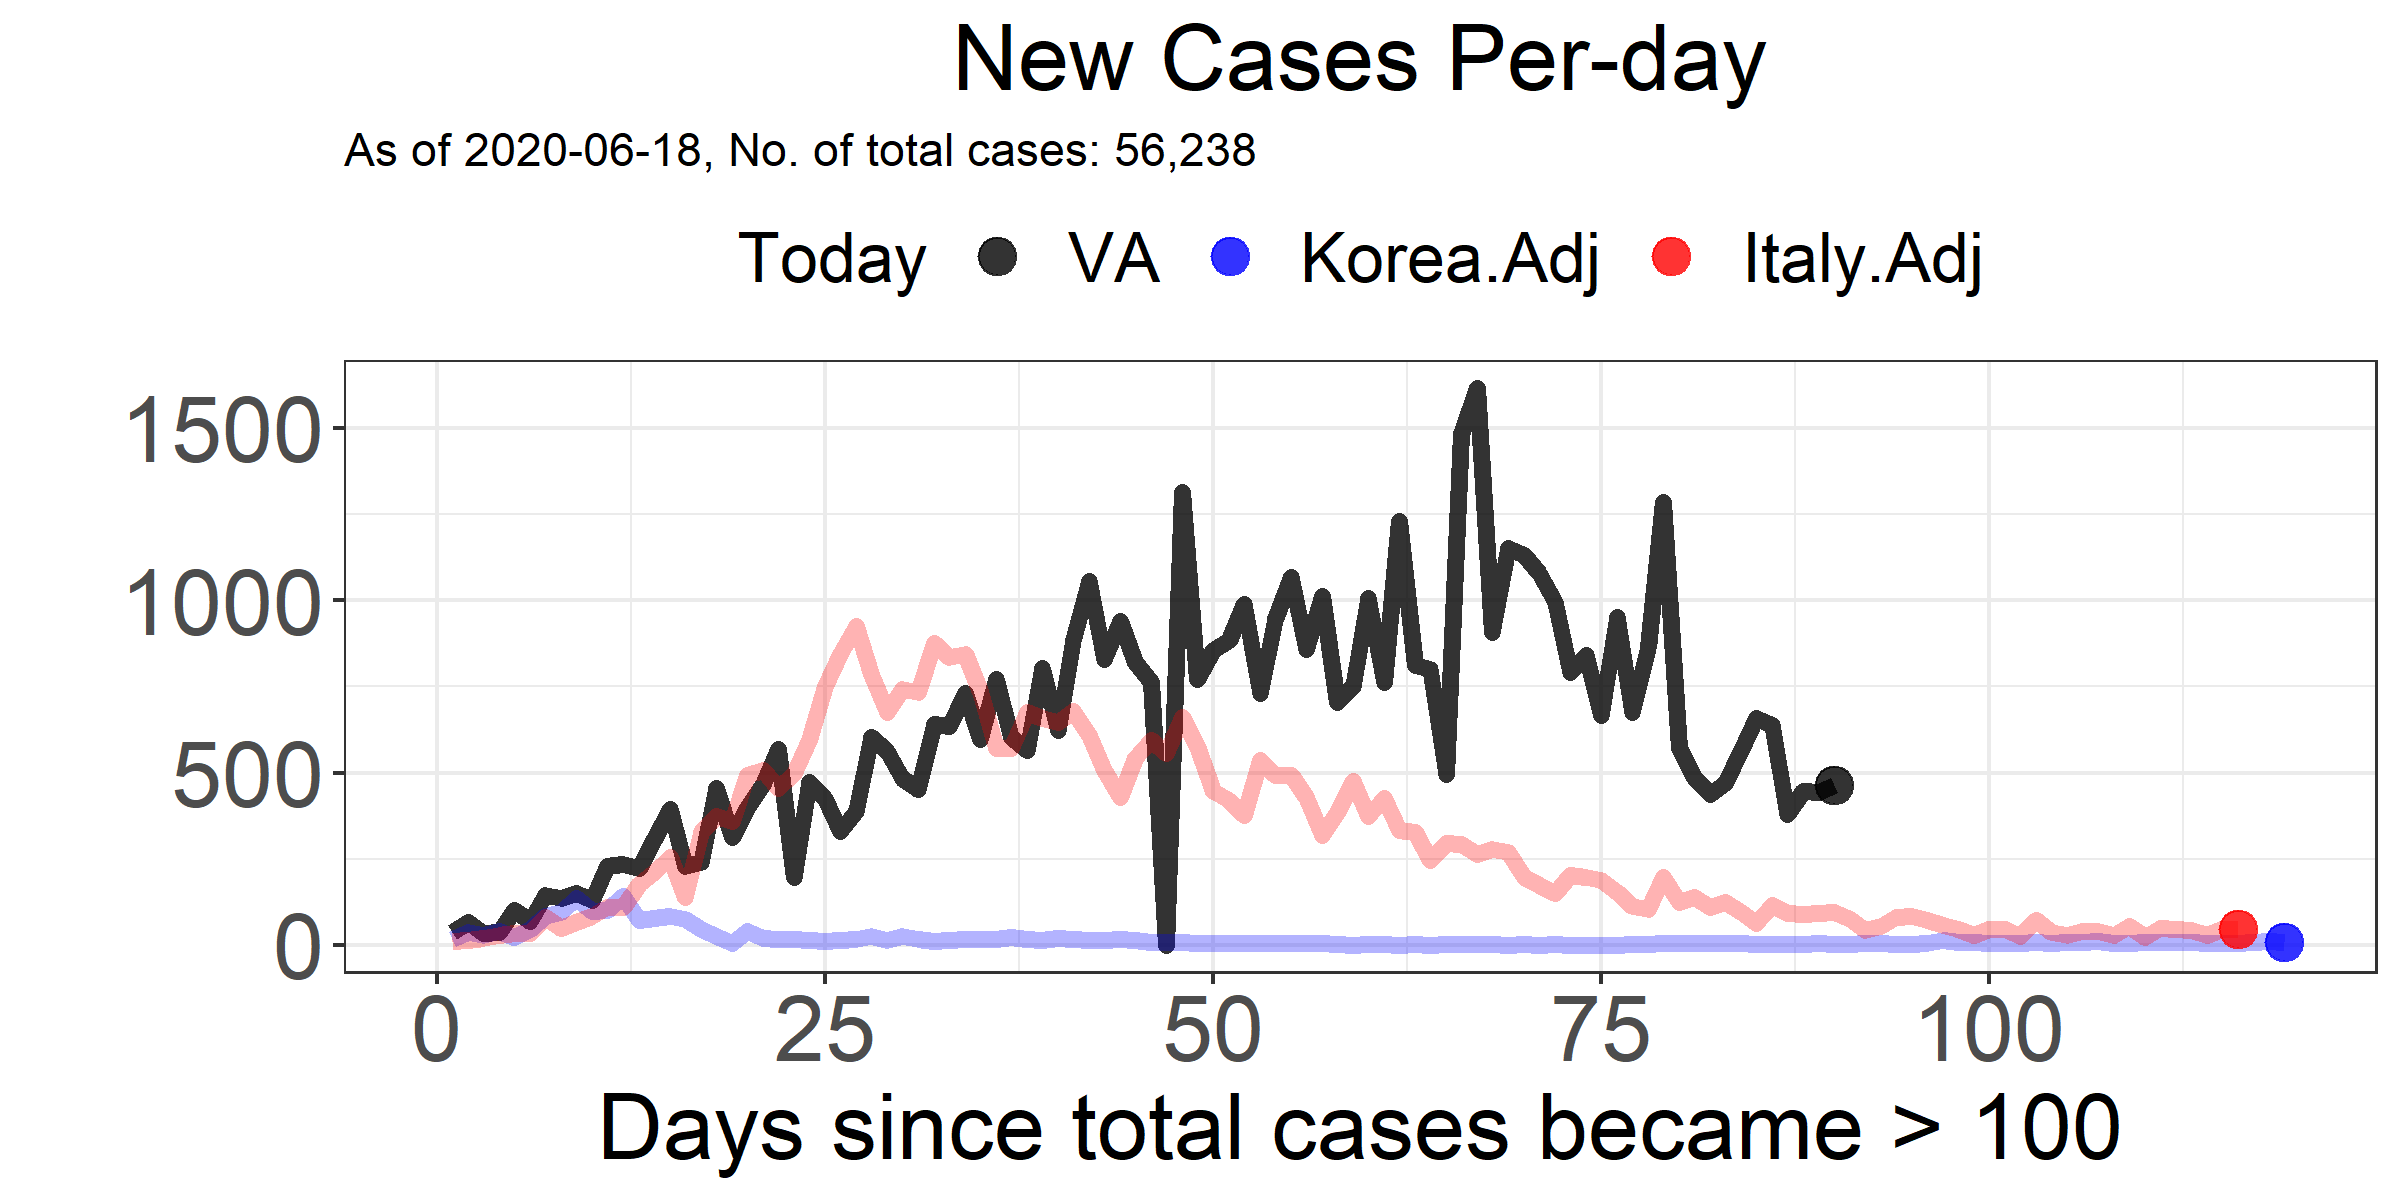 New Cases Per-day
As of 2020-06-18, No. of total cases: 56,238
Today VA Korea.Adj Italy.Adj
1500
1000
500
0
0 25 50 75 100
Days since total cases became > 100